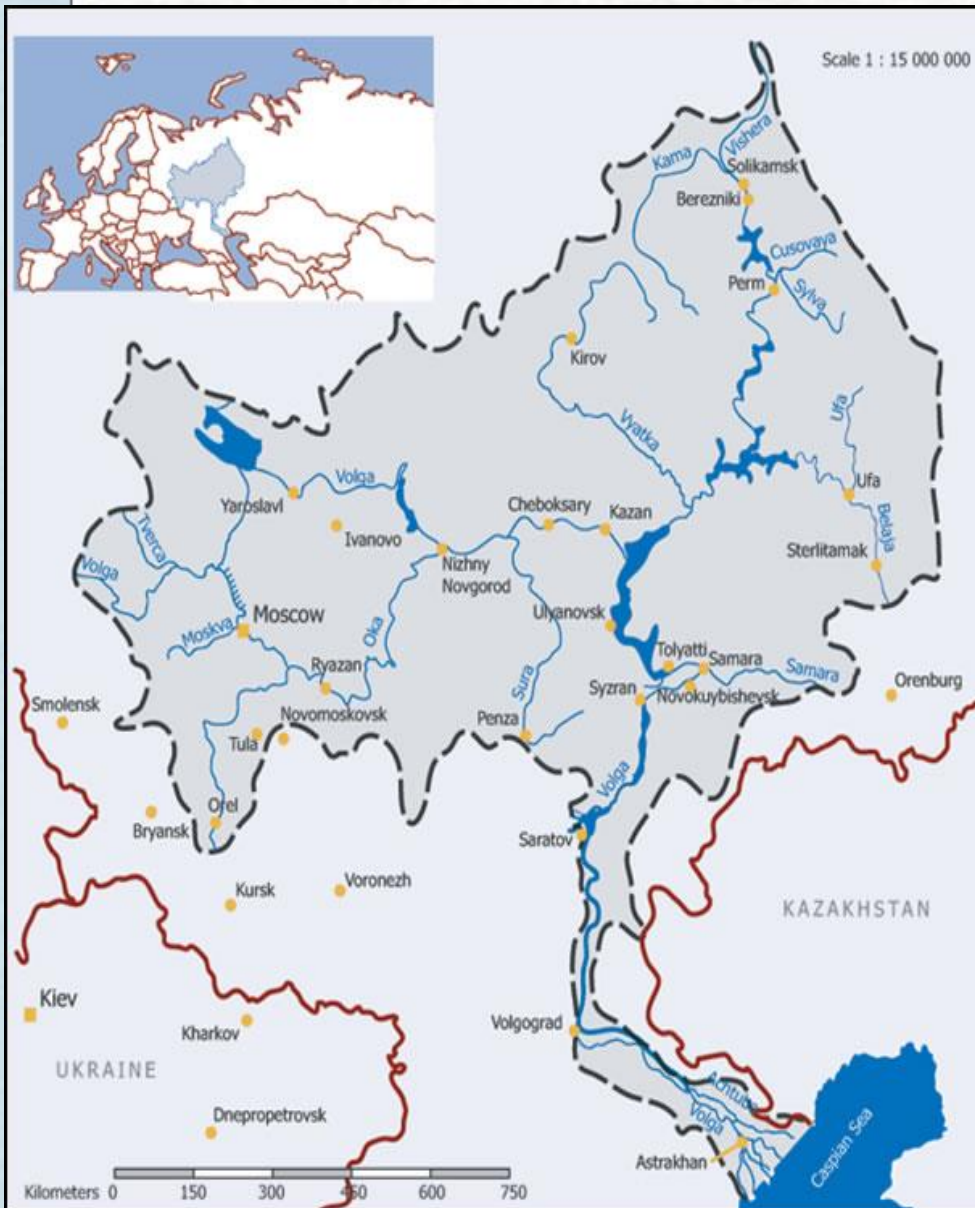 Scale 1 : 15 000 000
Vishera
Kama
Solikamsk
Berezniki
Cusovaya
Perm
Sylva
Kirov
Ufa
Vyatka
Volga
Ufa
Yaroslavl
Cheboksary
Kazan
Belaja
Tverca
Ivanovo
Nizhny
Novgorod
Sterlitamak
Volga
Moscow
Ulyanovsk
Moskva
Oka
Tolyatti
Samara
Samara
Ryazan
Sura
Syzran
Novokuybishevsk
Orenburg
Smolensk
Novomoskovsk
Penza
Tula
Volga
Orel
Bryansk
Saratov
Kursk
Voronezh
KAZAKHSTAN
Kiev
Volgograd
Kharkov
UKRAINE
Achtuba
Volga
Dnepropetrovsk
Astrakhan
Caspian Sea
Kilometers 0 150 300 450 600 750